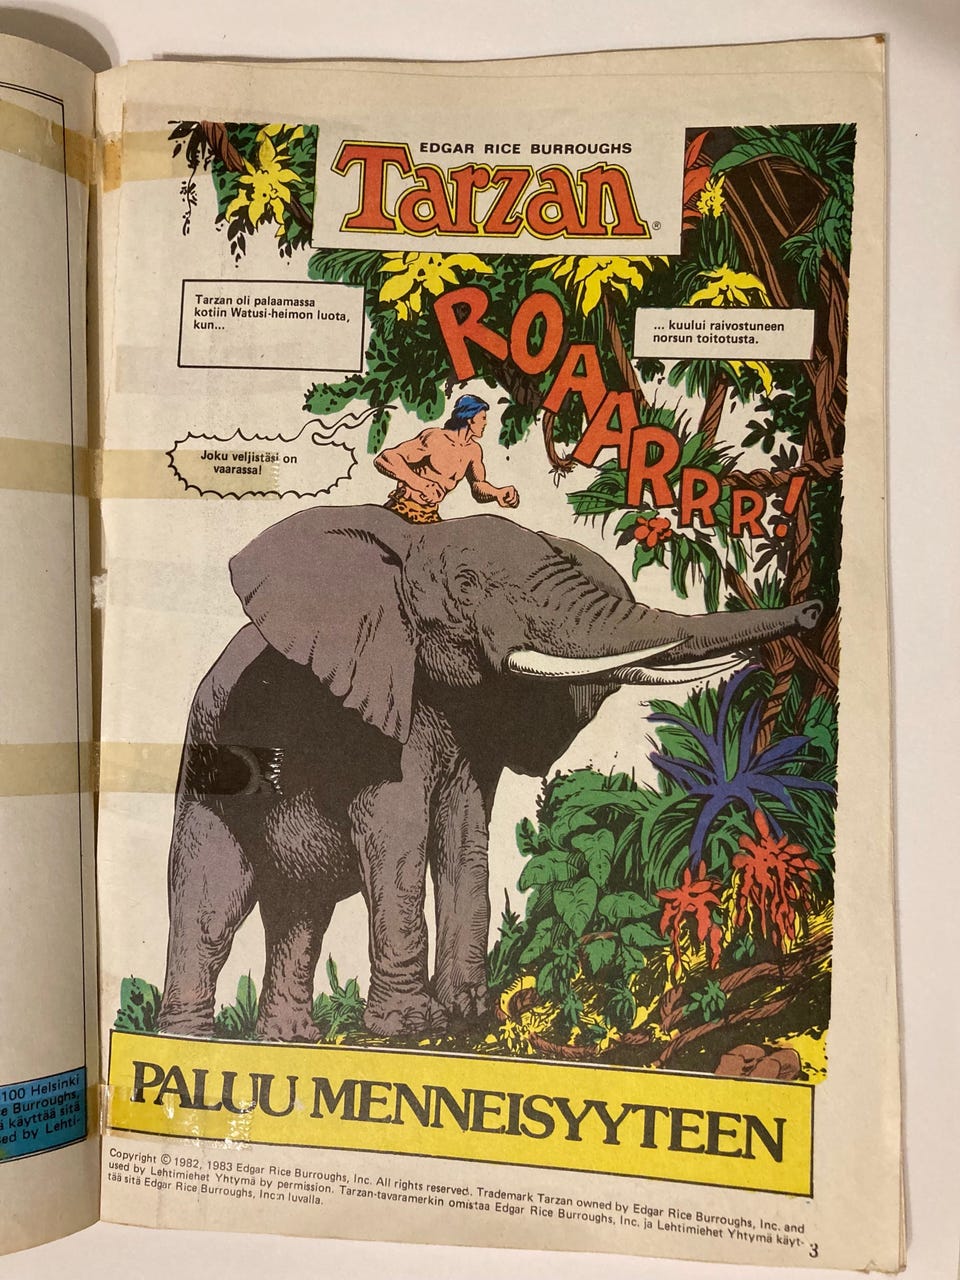 EDGAR RICE BURROUGHS
Tarzan®
Tarzan oli palaamassa
kotiin Watusi-heimon luota,
kun...
ROAARRRR!
... kuului raivostuneen
norsun toitotusta.
Joku veljistäsi on
vaarassa!
PALUU MENNEISYYTEEN
Copyright © 1982, 1983 Edgar Rice Burroughs, Inc. All rights reserved. Trademark Tarzan owned by Edgar Rice Burroughs, Inc. and
used by Lehtimiehet Yhtymä by permission. Tarzan-tavaramerkin omistaa Edgar Rice Burroughs, Inc. ja Lehtimiehet Yhtymä käyt-
tää sitä Edgar Rice Burroughs, Inc:n luvalla.
3
100 Helsinki
Burroughs,
käyttää sitä
by Lehti-